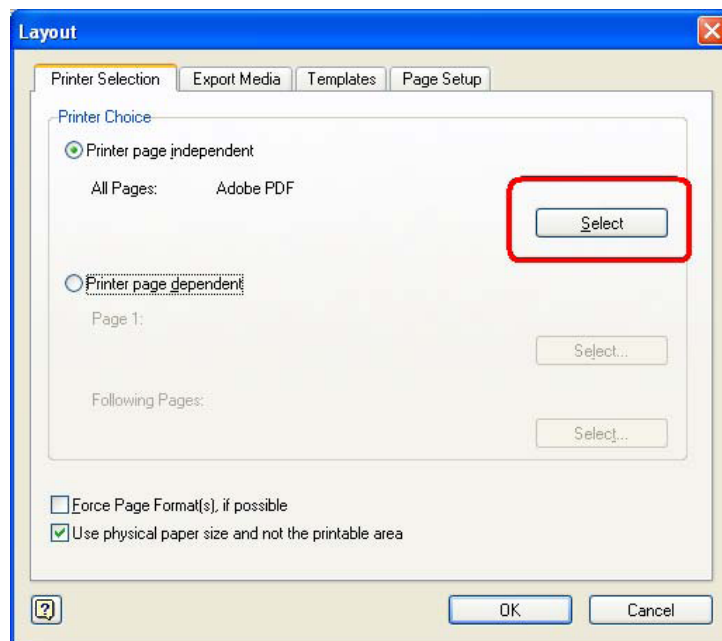 Layout
Printer Selection Export Media Templates Page Setup
Printer Choice
Printer page independent
All Pages: Adobe PDF
Select
Printer page dependent
Page 1:
Select...
Following Pages:
Select...
Force Page Format(s), if possible
Use physical paper size and not the printable area
? OK Cancel